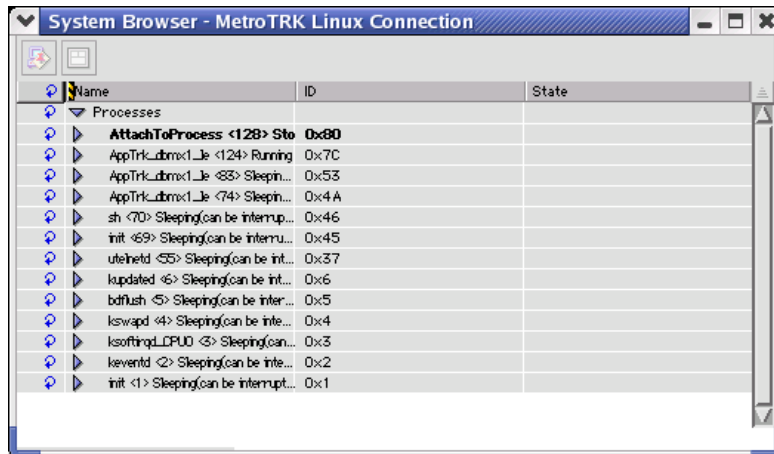 System Browser - MetroTRK Linux Connection
Name ID State
Processes
AttachToProcess <128> Sto 0x80
AppTrk_dbmx1_le <124> Running 0x7C
AppTrk_dbmx1_le <83> Sleepin... 0x53
AppTrk_dbmx1_le <74> Sleepin... 0x4A
sh <70> Sleeping(can be interrup... 0x46
init <69> Sleeping(can be interru... 0x45
utelnetd <55> Sleeping(can be int... 0x37
kupdated <6> Sleeping(can be int... 0x6
bdflush <5> Sleeping(can be inter... 0x5
kswapd <4> Sleeping(can be inte... 0x4
ksoftirqd_CPU0 <3> Sleeping(can... 0x3
keventd <2> Sleeping(can be inte... 0x2
init <1> Sleeping(can be interrupt... 0x1